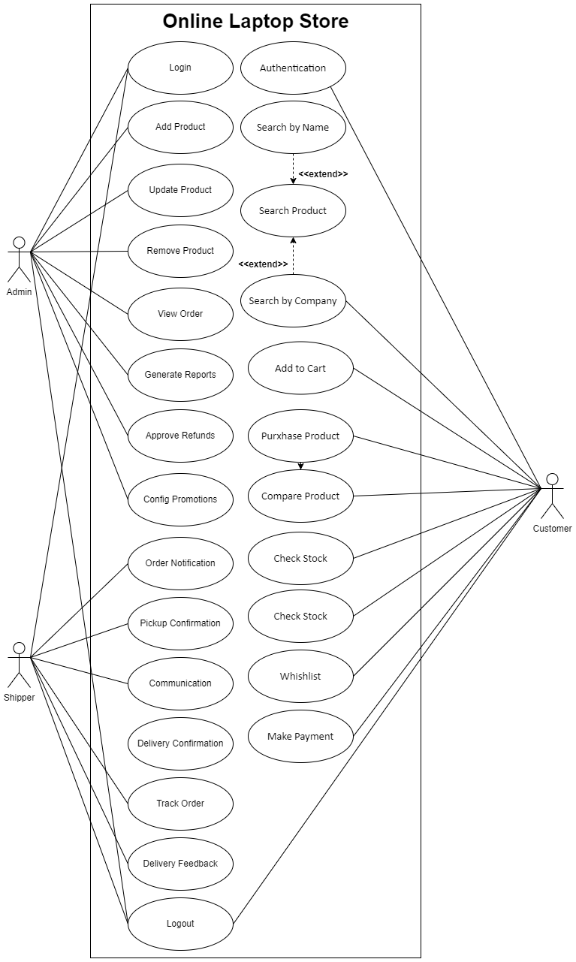 Online Laptop Store
Login
Authentication
Add Product
Search by Name
<<extend>>
Update Product
Search Product
Remove Product
<<extend>>
Admin
View Order
Search by Company
Generate Reports
Add to Cart
Approve Refunds
Purxhase Product
Config Promotions
Compare Product
Customer
Order Notification
Check Stock
Pickup Confirmation
Check Stock
Shipper
Communication
Whishlist
Delivery Confirmation
Make Payment
Track Order
Delivery Feedback
Logout